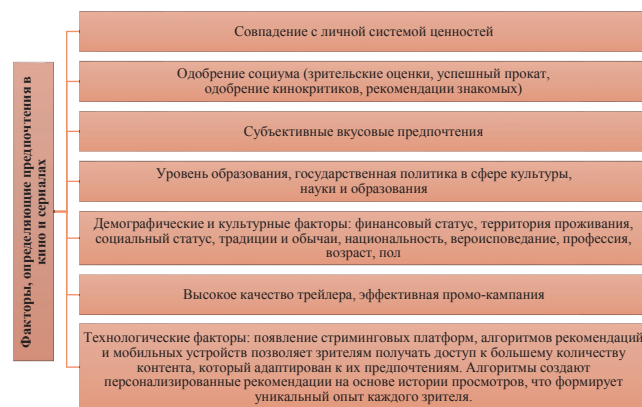 Факторы, определяющие предпочтения в
кино и сериалах
Совпадение с личной системой ценностей
Одобрение социума (зрительские оценки, успешный прокат,
одобрение кинокритиков, рекомендации знакомых)
Субъективные вкусовые предпочтения
Уровень образования, государственная политика в сфере культуры,
науки и образования
Демографические и культурные факторы: финансовый статус, территория проживания,
социальный статус, традиции и обычаи, национальность, вероисповедание, профессия,
возраст, пол
Высокое качество трейлера, эффективная промо-кампания
Технологические факторы: появление стриминговых платформ, алгоритмов рекомендаций
и мобильных устройств позволяет зрителям получать доступ к большему количеству
контента, который адаптирован к их предпочтениям. Алгоритмы создают
персонализированные рекомендации на основе истории просмотров, что формирует
уникальный опыт каждого зрителя.